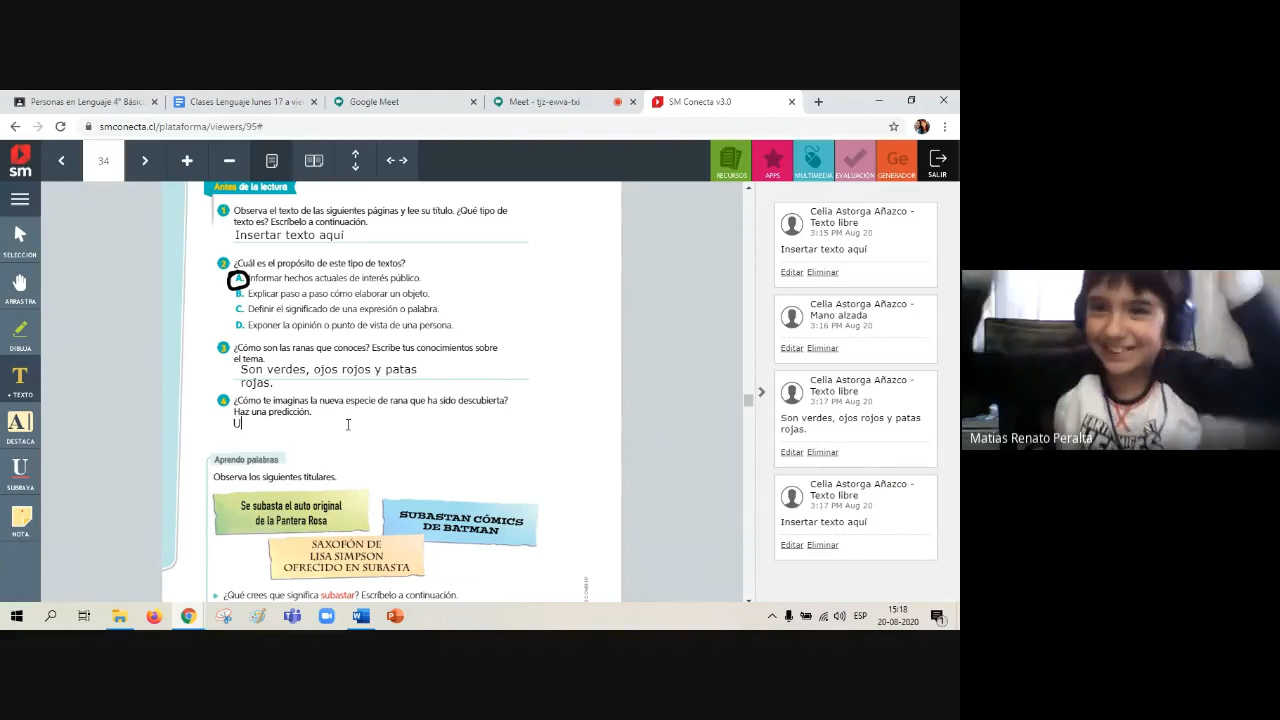 Personas en Lenguaje 4° Básic
Clases Lenguaje lunes 17 a vie
Google Meet
Meet - tjz-ewva-txi
SM Conecta v3.0
smconecta.cl/plataforma/viewers/95#
sm
34
RECURSOS
APPS
MULTIMEDIA
EVALUACIÓN
Ge
GENERADOR
SALIR
SELECCIÓN
ARRASTRA
DIBUJA
T
+ TEXTO
A
DESTACA
U
SUBRAYA
NOTA
Antes de la lectura
1 Observa el texto de las siguientes páginas y lee su título. ¿Qué tipo de
texto es? Escríbelo a continuación.
Insertar texto aquí
2 ¿Cuál es el propósito de este tipo de textos?
A. Informar hechos actuales de interés público.
B. Explicar paso a paso cómo elaborar un objeto.
C. Definir el significado de una expresión o palabra.
D. Exponer la opinión o punto de vista de una persona.
3 ¿Cómo son las ranas que conoces? Escribe tus conocimientos sobre
el tema.
Son verdes, ojos rojos y patas
rojas.
4 ¿Cómo te imaginas la nueva especie de rana que ha sido descubierta?
Haz una predicción.
U
Aprendo palabras
Observa los siguientes titulares.
Se subasta el auto original
de la Pantera Rosa
SUBASTAN CÓMICS
DE BATMAN
SAXOFÓN DE
LISA SIMPSON
OFRECIDO EN SUBASTA
¿Qué crees que significa subastar? Escríbelo a continuación.
Celia Astorga Añazco -
Texto libre
3:15 PM Aug 20
Insertar texto aquí
Editar Eliminar
Celia Astorga Añazco -
Mano alzada
3:16 PM Aug 20
Editar Eliminar
Celia Astorga Añazco -
Texto libre
3:17 PM Aug 20
Son verdes, ojos rojos y patas
rojas.
Editar Eliminar
Celia Astorga Añazco -
Texto libre
3:17 PM Aug 20
Insertar texto aquí
Editar Eliminar
Matias Renato Peralta
ESP
15:18
20-08-2020